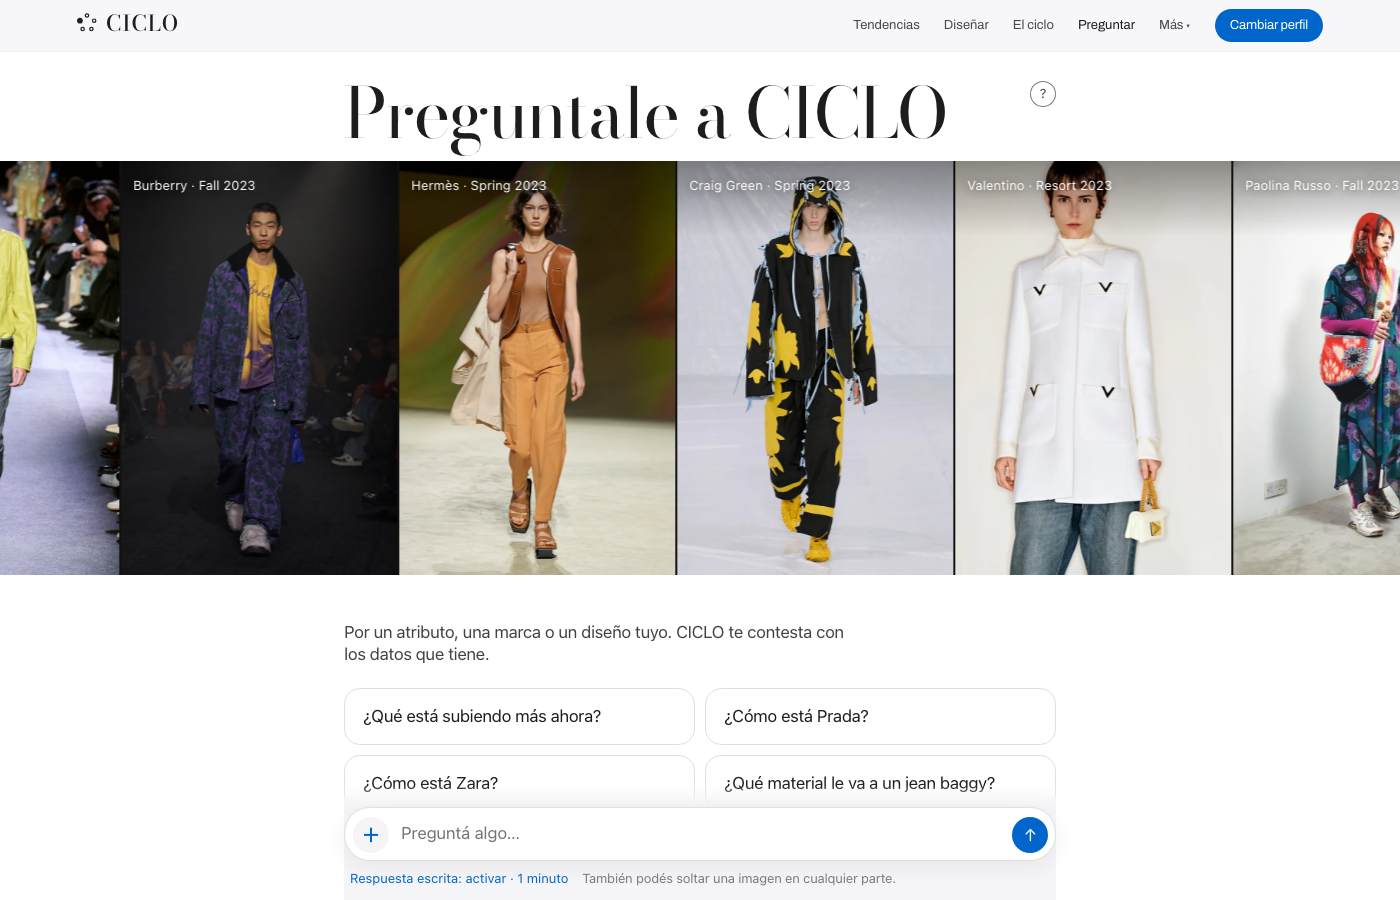 CICLO
Tendencias
Diseñar
El ciclo
Preguntar
Más
Cambiar perfil
Preguntale a CICLO
?
Burberry · Fall 2023
Hermès · Spring 2023
Craig Green · Spring 2023
Valentino · Resort 2023
Paolina Russo · Fall 2023
Por un atributo, una marca o un diseño tuyo. CICLO te contesta con
los datos que tiene.
¿Qué está subiendo más ahora?
¿Cómo está Prada?
¿Cómo está Zara?
¿Qué material le va a un jean baggy?
Preguntá algo...
Respuesta escrita: activar · 1 minuto
También podés soltar una imagen en cualquier parte.